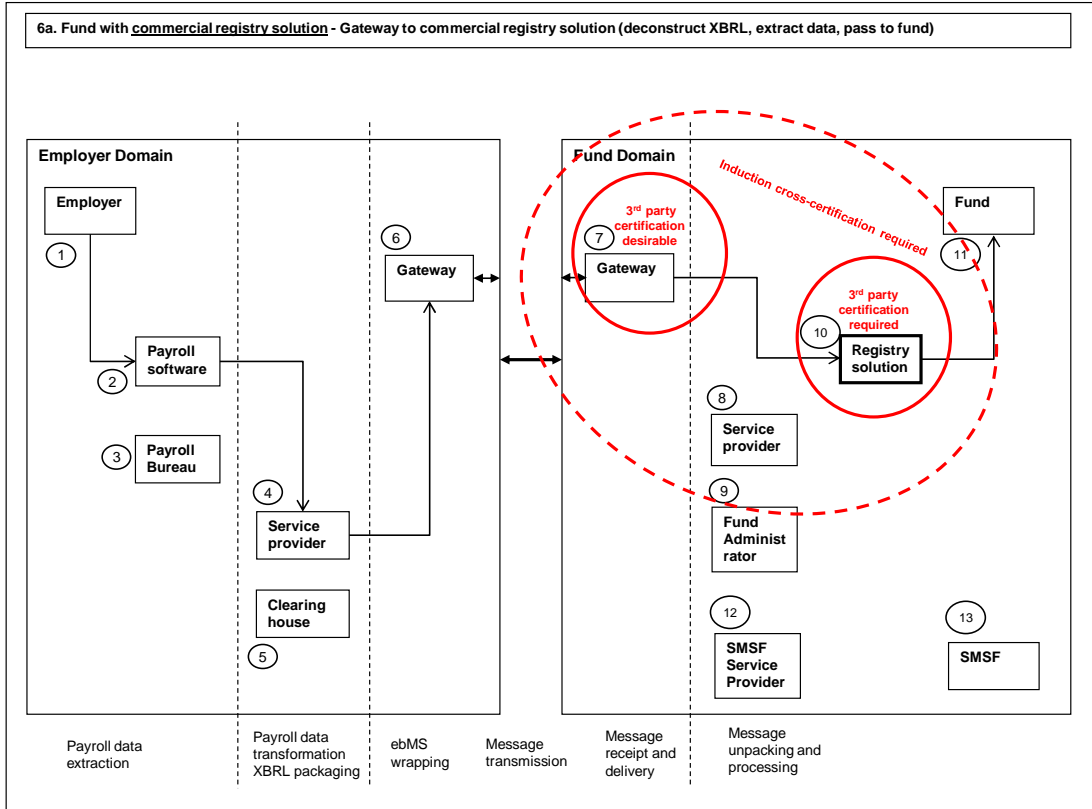 6a. Fund with commercial registry solution - Gateway to commercial registry solution (deconstruct XBRL, extract data, pass to fund)
Employer Domain
Employer
1
2
Payroll
software
3
Payroll
Bureau
4
Service
provider
Clearing
house
5
6
Gateway
Fund Domain
Induction cross-certification required
3rd party
certification
desirable
7
Gateway
Fund
11
3rd party
certification
required
10
Registry
solution
8
Service
provider
9
Fund
Administ
rator
12
SMSF
Service
Provider
13
SMSF
Payroll data
extraction
Payroll data
transformation
XBRL packaging
ebMS
wrapping
Message
transmission
Message
receipt and
delivery
Message
unpacking and
processing